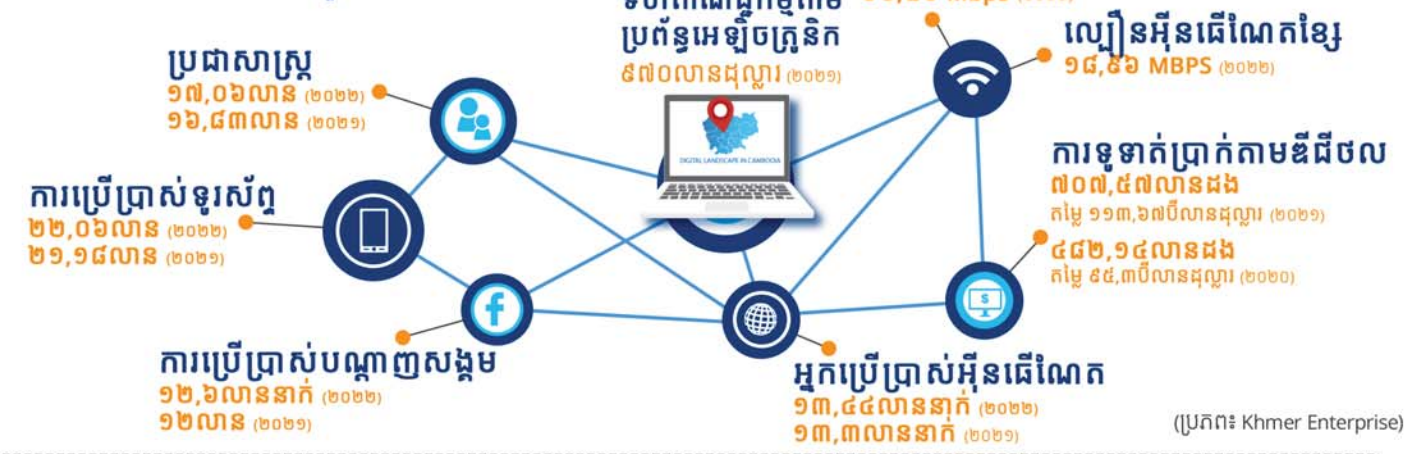 ប្រព័ន្ធអេឡិចត្រូនិក
៩៧០លានដុល្លារ (២០២១)
ល្បឿនអ៊ីនធើណែតខ្សែ
១៨,៩៦ MBPS (២០២២)
ប្រជាសាស្ត្រ
១៧,០៦លាន (២០២២)
១៦,៨៣លាន (២០២១)
DIGITAL LANDSCAPE IN CAMBODIA
ការទូទាត់ប្រាក់តាមឌីជីថល
៧០៧,៥៧លានដង
តម្លៃ ១១៣,៦៧ប៊ីលានដុល្លារ (២០២១)
៤៨២,១៤លានដង
តម្លៃ ៩៥,៣ប៊ីលានដុល្លារ (២០២០)
ការប្រើប្រាស់ទូរស័ព្ទ
២២,០៦លាន (២០២២)
២១,១៨លាន (២០២១)
ការប្រើប្រាស់បណ្តាញសង្គម
១២,៦លាននាក់ (២០២២)
១២លាន (២០២១)
អ្នកប្រើប្រាស់អ៊ីនធើណែត
១៣,៤៤លាននាក់ (២០២២)
១៣,៣លាននាក់ (២០២១)
(ប្រភព៖ Khmer Enterprise)